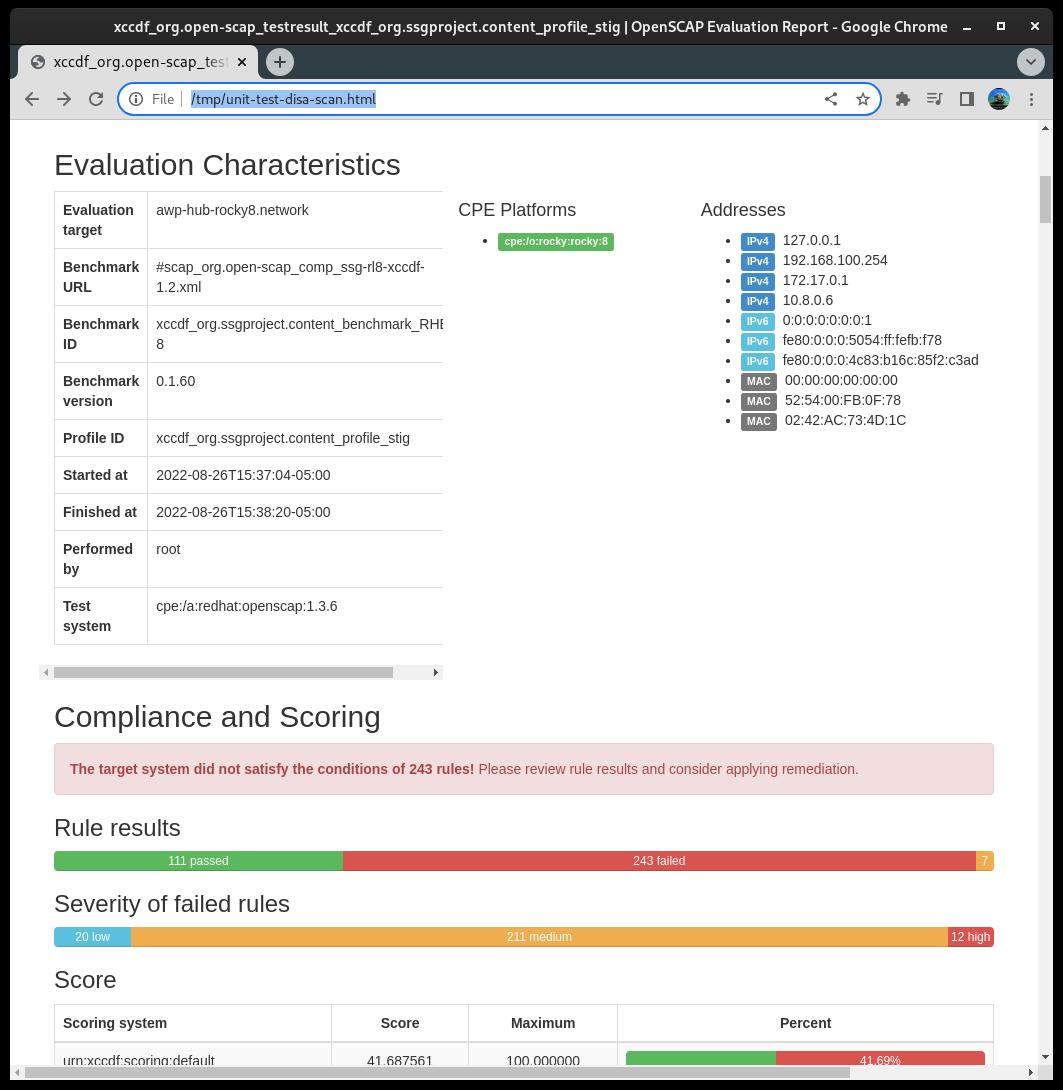 xccdf_org.open-scap_testresult_xccdf_org.ssgproject.content_profile_stig | OpenSCAP Evaluation Report - Google Chrome
xccdf_org.open-scap_test
File
/tmp/unit-test-disa-scan.html
Evaluation Characteristics
Evaluation target
awp-hub-rocky8.network
Benchmark URL
#scap_org.open-scap_comp_ssg-rl8-xccdf-
1.2.xml
Benchmark ID
xccdf_org.ssgproject.content_benchmark_RHE
8
Benchmark version
0.1.60
Profile ID
xccdf_org.ssgproject.content_profile_stig
Started at
2022-08-26T15:37:04-05:00
Finished at
2022-08-26T15:38:20-05:00
Performed by
root
Test system
cpe:/a:redhat:openscap:1.3.6
CPE Platforms
cpe:/o:rocky:rocky:8
Addresses
IPv4 127.0.0.1
IPv4 192.168.100.254
IPv4 172.17.0.1
IPv4 10.8.0.6
IPv6 0:0:0:0:0:0:0:1
IPv6 fe80:0:0:0:5054:ff:fefb:f78
IPv6 fe80:0:0:0:4c83:b16c:85f2:c3ad
MAC 00:00:00:00:00:00
MAC 52:54:00:FB:0F:78
MAC 02:42:AC:73:4D:1C
Compliance and Scoring
The target system did not satisfy the conditions of 243 rules! Please review rule results and consider applying remediation.
Rule results
111 passed 243 failed 7
Severity of failed rules
20 low 211 medium 12 high
Score
Scoring system Score Maximum Percent
urn:xccdf:scoring:default 41.687561 100.000000 41.69%